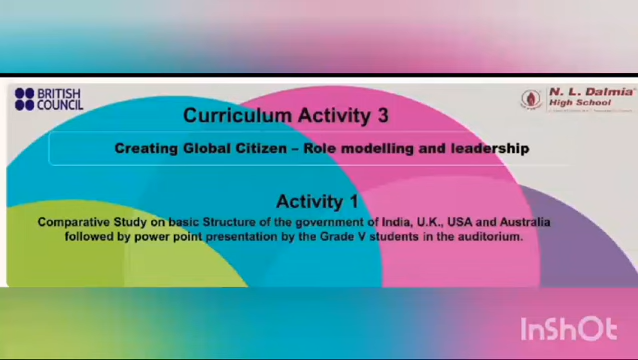 BRITISH
COUNCIL
N. L. Dalmia
High School
Curriculum Activity 3
Creating Global Citizen – Role modelling and leadership
Activity 1
Comparative Study on basic Structure of the government of India, U.K., USA and Australia
followed by power point presentation by the Grade V students in the auditorium.
InShOt